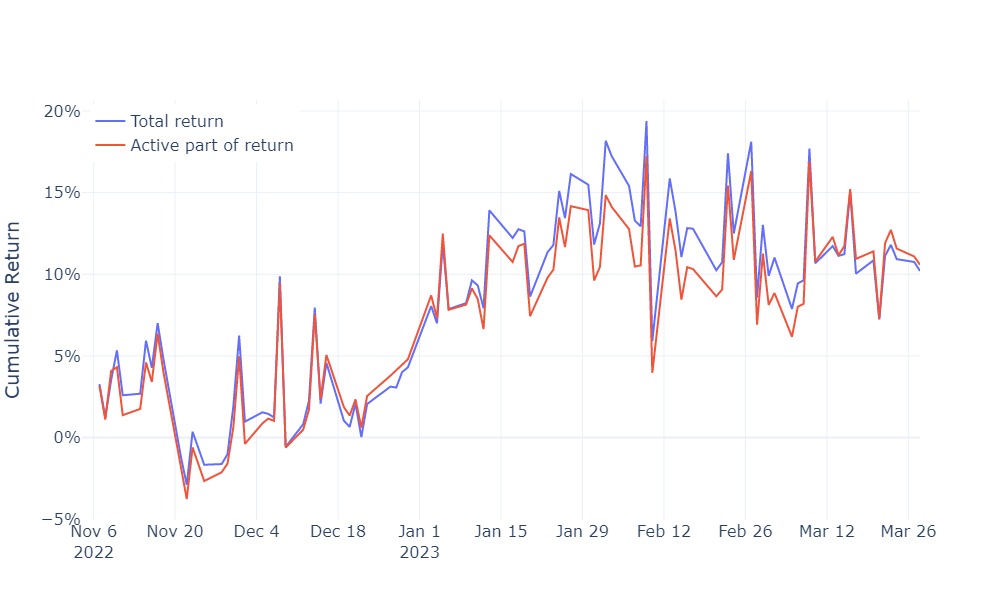 Total return
Active part of return
Cumulative Return
20%
15%
10%
5%
0%
−5%
Nov 6 Nov 20 Dec 4 Dec 18 Jan 1 Jan 15 Jan 29 Feb 12 Feb 26 Mar 12 Mar 26
2022 2023